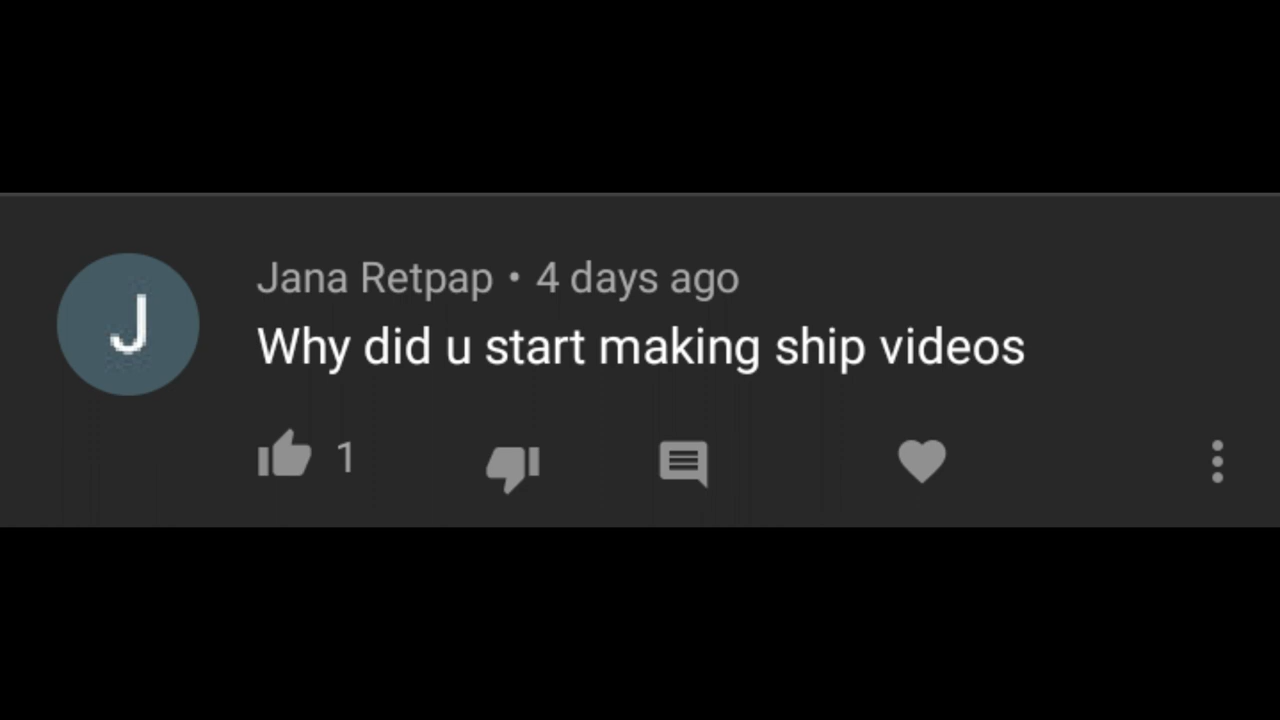 J
Jana Retpap • 4 days ago
Why did u start making ship videos
1